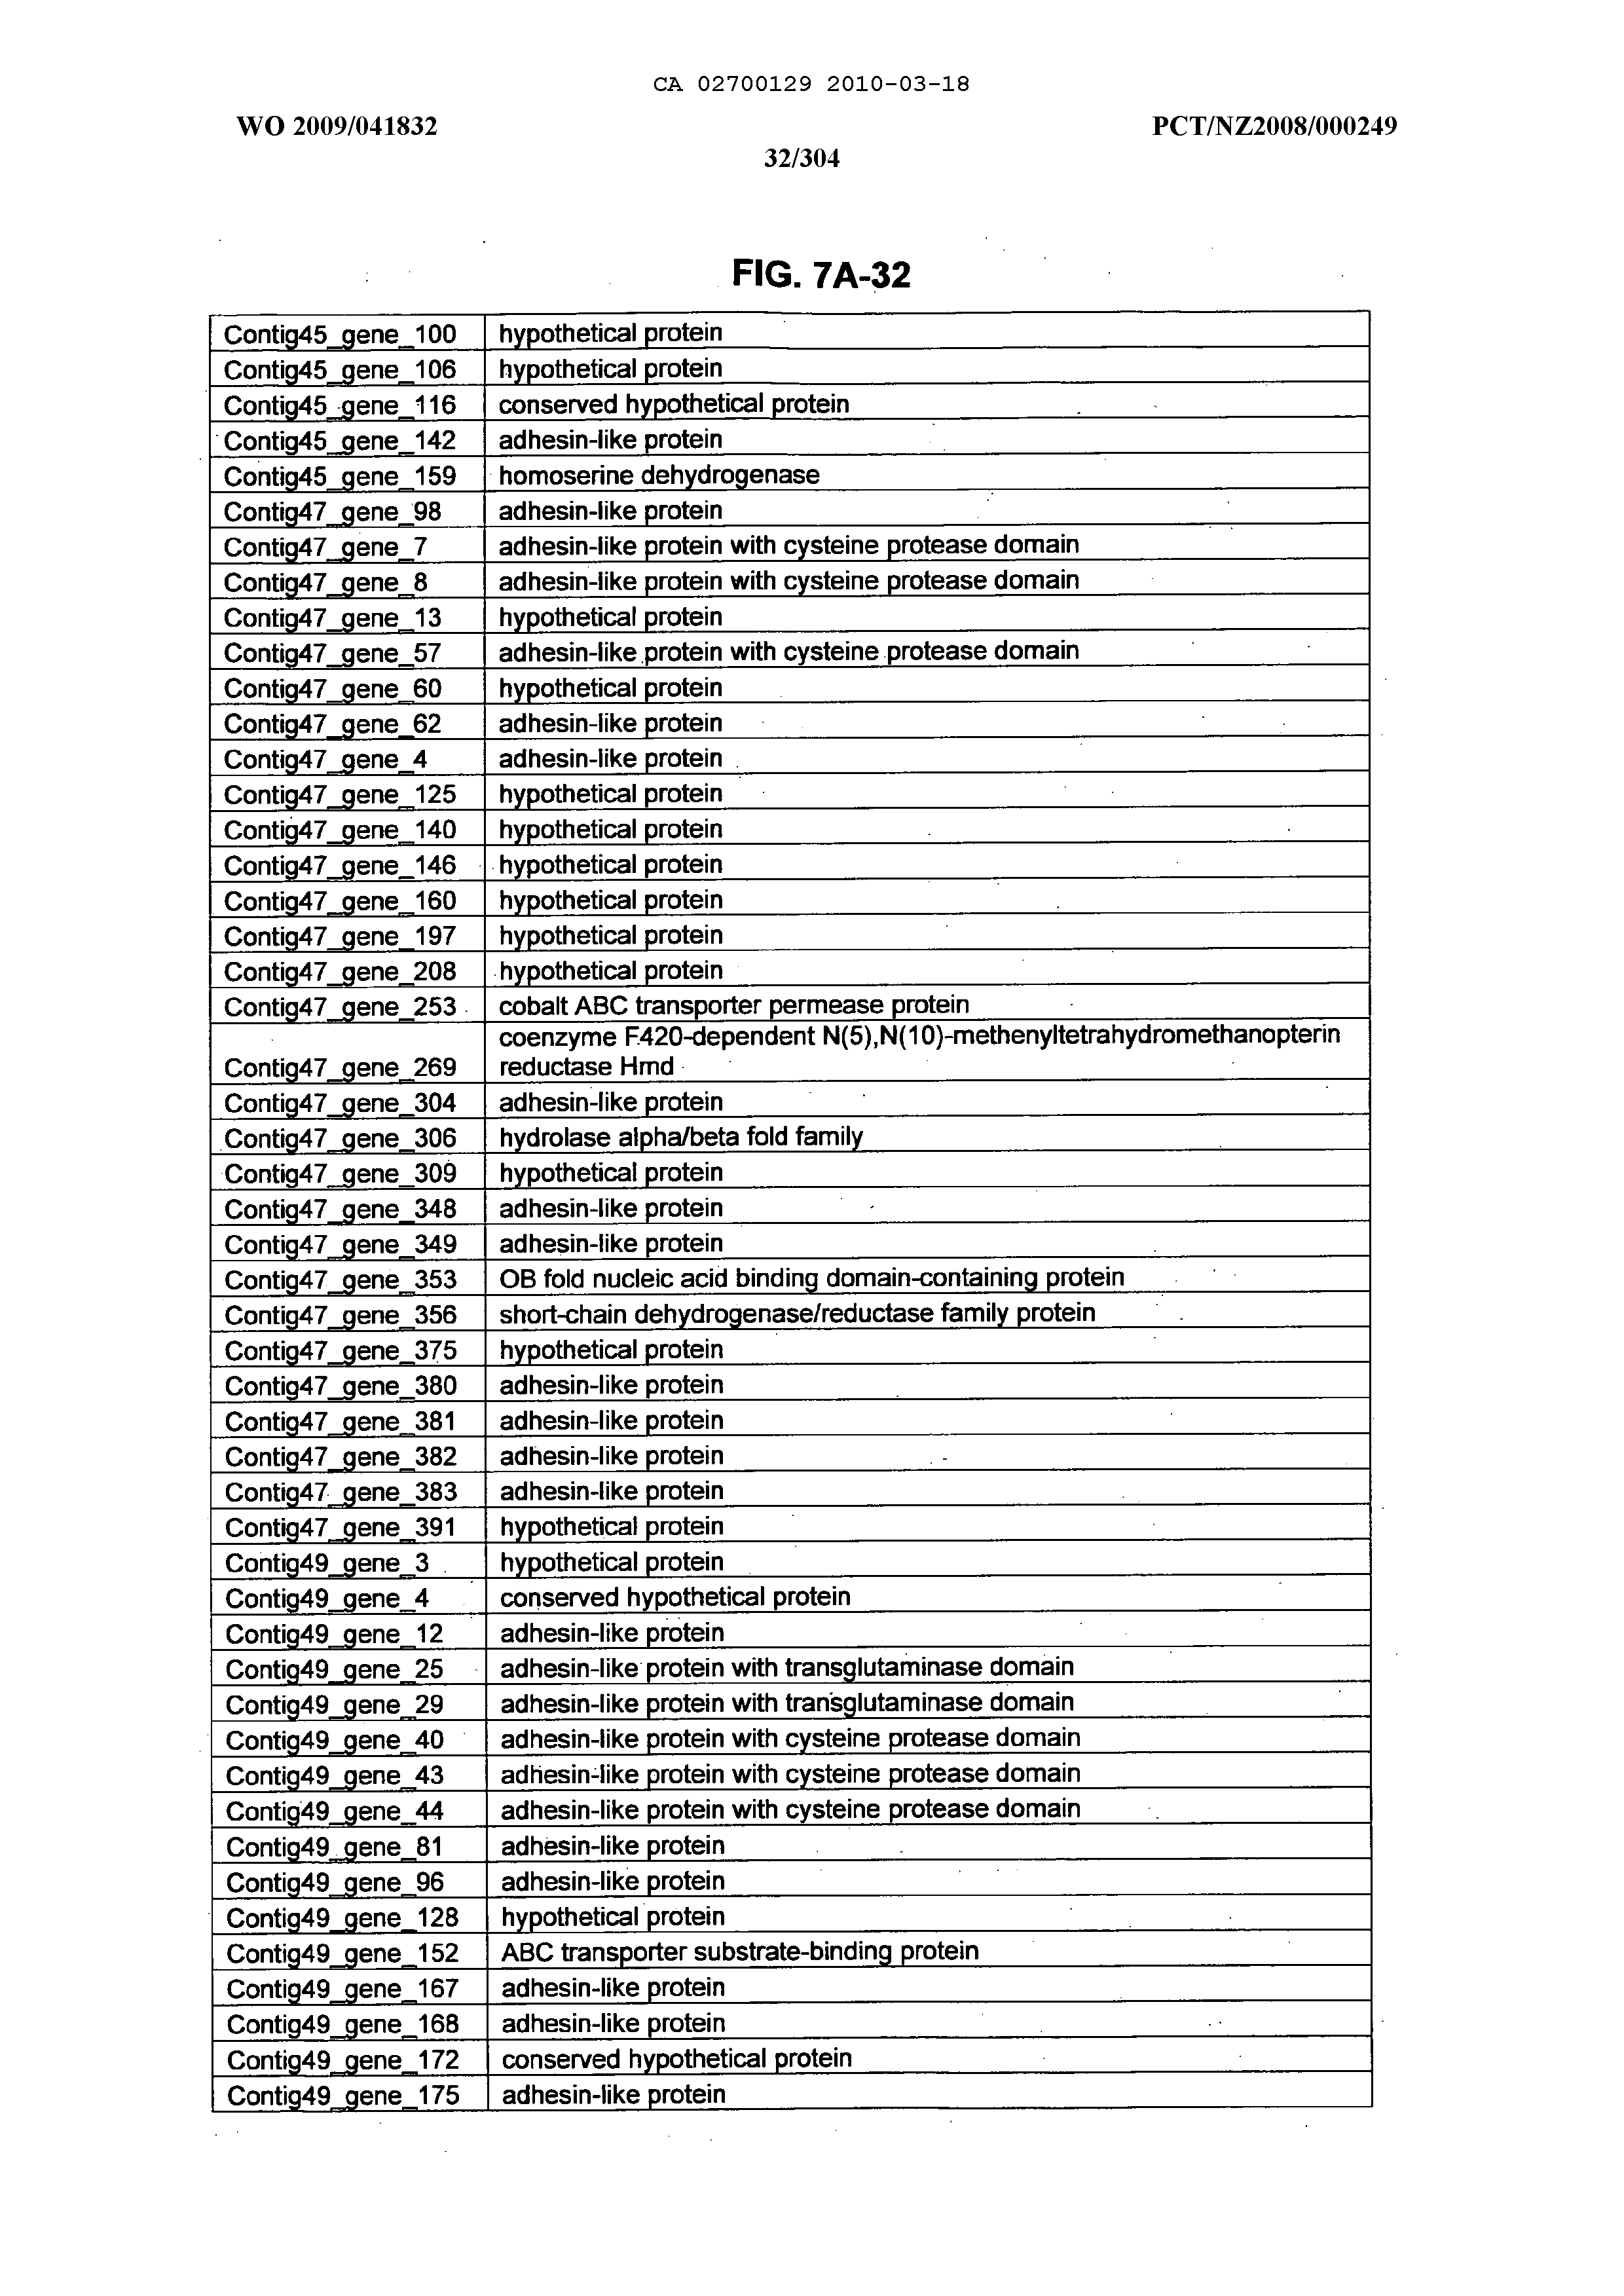 CA 02700129 2010-03-18
WO 2009/041832 PCT/NZ2008/000249
32/304
FIG. 7A-32
Contig45_gene_100 hypothetical protein
Contig45_gene_106 hypothetical protein
Contig45_gene_116 conserved hypothetical protein
Contig45_gene_142 adhesin-like protein
Contig45_gene_159 homoserine dehydrogenase
Contig47_gene_98 adhesin-like protein
Contig47_gene_7 adhesin-like protein with cysteine protease domain
Contig47_gene_8 adhesin-like protein with cysteine protease domain
Contig47_gene_13 hypothetical protein
Contig47_gene_57 adhesin-like protein with cysteine protease domain
Contig47_gene_60 hypothetical protein
Contig47_gene_62 adhesin-like protein
Contig47_gene_4 adhesin-like protein
Contig47_gene_125 hypothetical protein
Contig47_gene_140 hypothetical protein
Contig47_gene_146 hypothetical protein
Contig47_gene_160 hypothetical protein
Contig47_gene_197 hypothetical protein
Contig47_gene_208 hypothetical protein
Contig47_gene_253 cobalt ABC transporter permease protein
coenzyme F420-dependent N(5),N(10)-methenyltetrahydromethanopterin
Contig47_gene_269 reductase Hmd
Contig47_gene_304 adhesin-like protein
Contig47_gene_306 hydrolase alpha/beta fold family
Contig47_gene_309 hypothetical protein
Contig47_gene_348 adhesin-like protein
Contig47_gene_349 adhesin-like protein
Contig47_gene_353 OB fold nucleic acid binding domain-containing protein
Contig47_gene_356 short-chain dehydrogenase/reductase family protein
Contig47_gene_375 hypothetical protein
Contig47_gene_380 adhesin-like protein
Contig47_gene_381 adhesin-like protein
Contig47_gene_382 adhesin-like protein
Contig47_gene_383 adhesin-like protein
Contig47_gene_391 hypothetical protein
Contig49_gene_3 hypothetical protein
Contig49_gene_4 conserved hypothetical protein
Contig49_gene_12 adhesin-like protein
Contig49_gene_25 adhesin-like protein with transglutaminase domain
Contig49_gene_29 adhesin-like protein with transglutaminase domain
Contig49_gene_40 adhesin-like protein with cysteine protease domain
Contig49_gene_43 adhesin-like protein with cysteine protease domain
Contig49_gene_44 adhesin-like protein with cysteine protease domain
Contig49_gene_81 adhesin-like protein
Contig49_gene_96 adhesin-like protein
Contig49_gene_128 hypothetical protein
Contig49_gene_152 ABC transporter substrate-binding protein
Contig49_gene_167 adhesin-like protein
Contig49_gene_168 adhesin-like protein
Contig49_gene_172 conserved hypothetical protein
Contig49_gene_175 adhesin-like protein